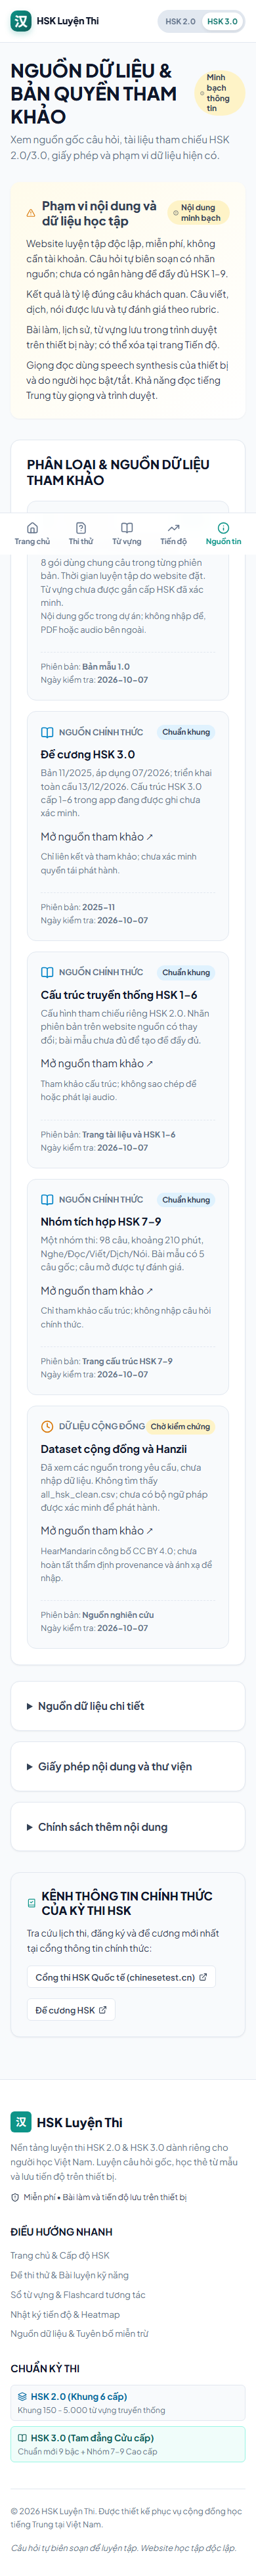 汉 HSK Luyện Thi
HSK 2.0 HSK 3.0
NGUỒN DỮ LIỆU &
BẢN QUYỀN THAM
KHẢO
Minh
bạch
thông
tin
Xem nguồn gốc câu hỏi, tài liệu tham chiếu HSK
2.0/3.0, giấy phép và phạm vi dữ liệu hiện có.
Phạm vi nội dung và
dữ liệu học tập
Nội dung
minh bạch
Website luyện tập độc lập, miễn phí, không
cần tài khoản. Câu hỏi tự biên soạn có nhãn
nguồn; chưa có ngân hàng đề đầy đủ HSK 1–9.
Kết quả là tỷ lệ đúng câu khách quan. Câu viết,
dịch, nói được lưu và tự đánh giá theo rubric.
Bài làm, lịch sử, từ vựng lưu trong trình duyệt
trên thiết bị này; có thể xóa tại trang Tiến độ.
Giọng đọc dùng speech synthesis của thiết bị
và do người học bật/tắt. Khả năng đọc tiếng
Trung tùy giọng và trình duyệt.
PHÂN LOẠI & NGUỒN DỮ LIỆU
THAM KHẢO
Trang chủ Thi thử Từ vựng Tiến độ Nguồn tin
8 gói dùng chung câu trong từng phiên
bản. Thời gian luyện tập do website đặt.
Từ vựng chưa được gắn cấp HSK đã xác
minh.
Nội dung gốc trong dự án; không nhập đề,
PDF hoặc audio bên ngoài.
Phiên bản: Bản mẫu 1.0
Ngày kiểm tra: 2026-10-07
NGUỒN CHÍNH THỨC Chuẩn khung
Đề cương HSK 3.0
Bản 11/2025, áp dụng 07/2026; triển khai
toàn cầu 13/12/2026. Cấu trúc HSK 3.0
cấp 1–6 trong app đang được ghi chưa
xác minh.
Mở nguồn tham khảo ↗
Chỉ liên kết và tham khảo; chưa xác minh
quyền tái phát hành.
Phiên bản: 2025-11
Ngày kiểm tra: 2026-10-07
NGUỒN CHÍNH THỨC Chuẩn khung
Cấu trúc truyền thống HSK 1–6
Cấu hình tham chiếu riêng HSK 2.0. Nhãn
phiên bản trên website nguồn có thay
đổi; bài mẫu chưa đủ để tạo đề đầy đủ.
Mở nguồn tham khảo ↗
Tham khảo cấu trúc; không sao chép đề
hoặc phát lại audio.
Phiên bản: Trang tài liệu và HSK 1–6
Ngày kiểm tra: 2026-10-07
NGUỒN CHÍNH THỨC Chuẩn khung
Nhóm tích hợp HSK 7–9
Một nhóm thi: 98 câu, khoảng 210 phút,
Nghe/Đọc/Viết/Dịch/Nói. Bài mẫu có 5
câu gốc; câu mở được tự đánh giá.
Mở nguồn tham khảo ↗
Chỉ tham khảo cấu trúc; không nhập câu hỏi
chính thức.
Phiên bản: Trang cấu trúc HSK 7–9
Ngày kiểm tra: 2026-10-07
DỮ LIỆU CỘNG ĐỒNG Chờ kiểm chứng
Dataset cộng đồng và Hanzii
Đã xem các nguồn trong yêu cầu, chưa
nhập dữ liệu. Không tìm thấy
all_hsk_clean.csv; chưa có bộ ngữ pháp
được xác minh để phát hành.
Mở nguồn tham khảo ↗
HearMandarin công bố CC BY 4.0; chưa
hoàn tất thẩm định provenance và ánh xạ để
nhập.
Phiên bản: Nguồn nghiên cứu
Ngày kiểm tra: 2026-10-07
▶ Nguồn dữ liệu chi tiết
▶ Giấy phép nội dung và thư viện
▶ Chính sách thêm nội dung
KÊNH THÔNG TIN CHÍNH THỨC
CỦA KỲ THI HSK
Tra cứu lịch thi, đăng ký và đề cương mới nhất
tại cổng thông tin chính thức:
Cổng thi HSK Quốc tế (chinesetest.cn)
Đề cương HSK
汉 HSK Luyện Thi
Nền tảng luyện thi HSK 2.0 & HSK 3.0 dành riêng cho
người học Việt Nam. Luyện câu hỏi gốc, học thẻ từ mẫu
và lưu tiến độ trên thiết bị.
Miễn phí • Bài làm và tiến độ lưu trên thiết bị
ĐIỀU HƯỚNG NHANH
Trang chủ & Cấp độ HSK
Đề thi thử & Bài luyện kỹ năng
Sổ từ vựng & Flashcard tương tác
Nhật ký tiến độ & Heatmap
Nguồn dữ liệu & Tuyên bố miễn trừ
CHUẨN KỲ THI
HSK 2.0 (Khung 6 cấp)
Khung 150 - 5.000 từ vựng truyền thống
HSK 3.0 (Tam đẳng Cửu cấp)
Chuẩn mới 9 bậc + Nhóm 7–9 Cao cấp
© 2026 HSK Luyện Thi. Được thiết kế phục vụ cộng đồng học
tiếng Trung tại Việt Nam.
Câu hỏi tự biên soạn để luyện tập. Website học tập độc lập.